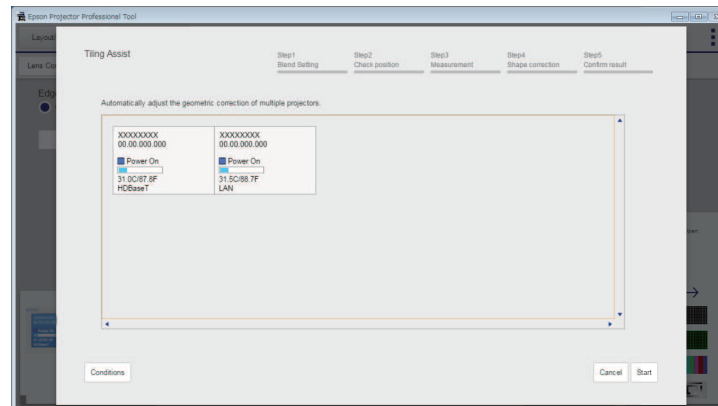 Epson Projector Professional Tool
Layout
Lens Co
Edg
Tiling Assist
Step1
Blend Setting
Step2
Check position
Step3
Measurement
Step4
Shape correction
Step5
Confirm result
Automatically adjust the geometric correction of multiple projectors.
XXXXXXXX
00.00.000.000
Power On
31.0C/87.8F
HDBaseT
XXXXXXXX
00.00.000.000
Power On
31.5C/88.7F
LAN
Conditions
Cancel
Start